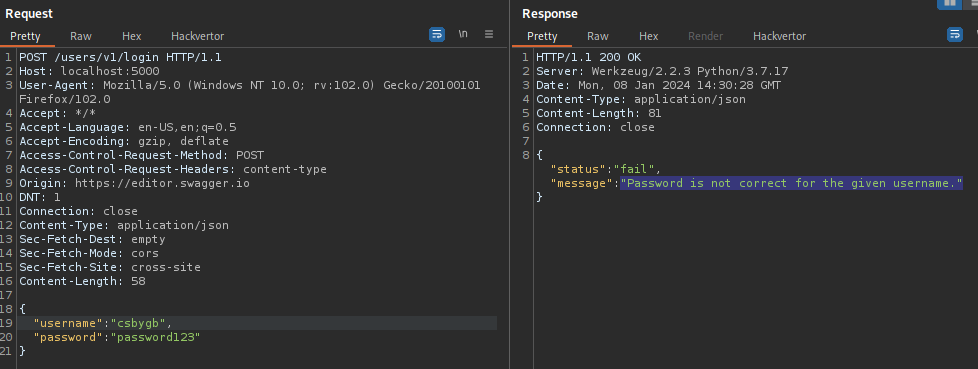 Request
Pretty Raw Hex Hackvertor \n
1 POST /users/v1/login HTTP/1.1
2 Host: localhost:5000
3 User-Agent: Mozilla/5.0 (Windows NT 10.0; rv:102.0) Gecko/20100101
Firefox/102.0
4 Accept: */*
5 Accept-Language: en-US,en;q=0.5
6 Accept-Encoding: gzip, deflate
7 Access-Control-Request-Method: POST
8 Access-Control-Request-Headers: content-type
9 Origin: https://editor.swagger.io
10 DNT: 1
11 Connection: close
12 Content-Type: application/json
13 Sec-Fetch-Dest: empty
14 Sec-Fetch-Mode: cors
15 Sec-Fetch-Site: cross-site
16 Content-Length: 58
17
18 {
19 "username":"csbygb",
20 "password":"password123"
21 }
Response
Pretty Raw Hex Render Hackvertor
1 HTTP/1.1 200 OK
2 Server: Werkzeug/2.2.3 Python/3.7.17
3 Date: Mon, 08 Jan 2024 14:30:28 GMT
4 Content-Type: application/json
5 Content-Length: 81
6 Connection: close
7
8 {
"status":"fail",
"message":"Password is not correct for the given username."
}